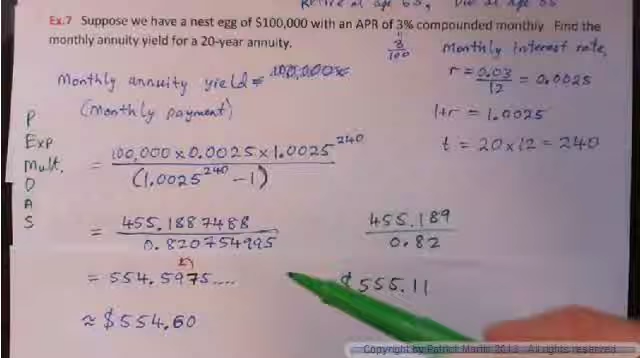 Retire at age 65, Die at age 85
Ex.7 Suppose we have a nest egg of $100,000 with an APR of 3% compounded monthly. Find the
monthly annuity yield for a 20-year annuity.
"
3
100
Monthly interest rate,
r = 0.03/12 = 0.0025
1+r = 1.0025
t = 20×12 = 240
Monthly annuity yield =
(monthly payment)
P
Exp
Mult.
D
A
S
= 100,000 × 0.0025 × 1.0025^240
(1.0025^240 - 1)
= 455.1887488
0.820754995
455.189
0.82
= 554.5975....
$555.11
≈ $554.60
Copyright by Patrick Martin 2013 All rights reserved